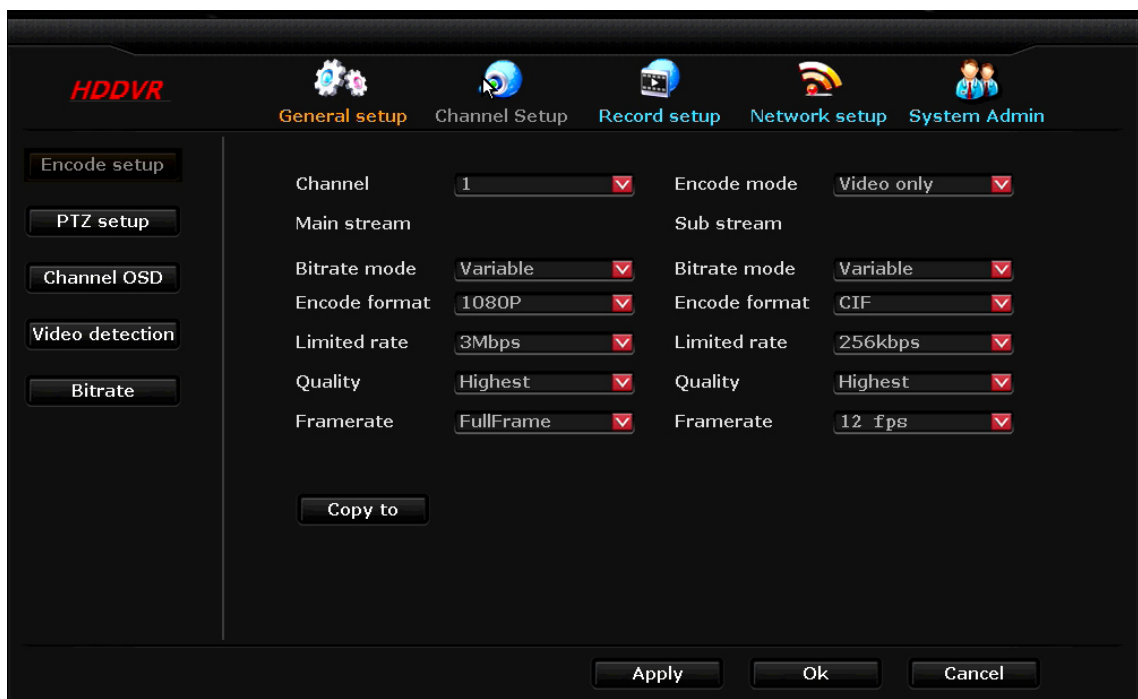 HDDVR
General setup Channel Setup Record setup Network setup System Admin
Encode setup
PTZ setup
Channel OSD
Video detection
Bitrate
Channel 1 Encode mode Video only
Main stream Sub stream
Bitrate mode Variable Bitrate mode Variable
Encode format 1080P Encode format CIF
Limited rate 3Mbps Limited rate 256kbps
Quality Highest Quality Highest
Framerate FullFrame Framerate 12 fps
Copy to
Apply Ok Cancel